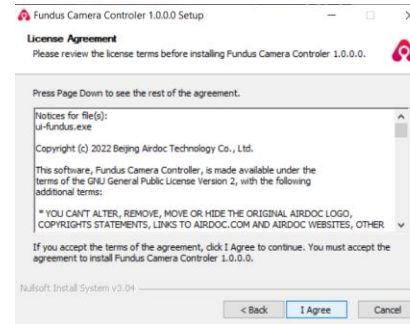 Fundus Camera Controler 1.0.0.0 Setup
License Agreement
Please review the license terms before installing Fundus Camera Controler 1.0.0.0.
Press Page Down to see the rest of the agreement.
Notices for file(s):
ui-fundus.exe
Copyright (c) 2022 Beijing Airdoc Technology Co., Ltd.
This software, Fundus Camera Controller, is made available under the
terms of the GNU General Public License Version 2, with the following
additional terms:
* YOU CAN'T ALTER, REMOVE, MOVE OR HIDE THE ORIGINAL AIRDOC LOGO,
COPYRIGHTS STATEMENTS, LINKS TO AIRDOC.COM AND AIRDOC WEBSITES, OTHER
If you accept the terms of the agreement, click I Agree to continue. You must accept the
agreement to install Fundus Camera Controler 1.0.0.0.
Nullsoft Install System v3.04
< Back
I Agree
Cancel